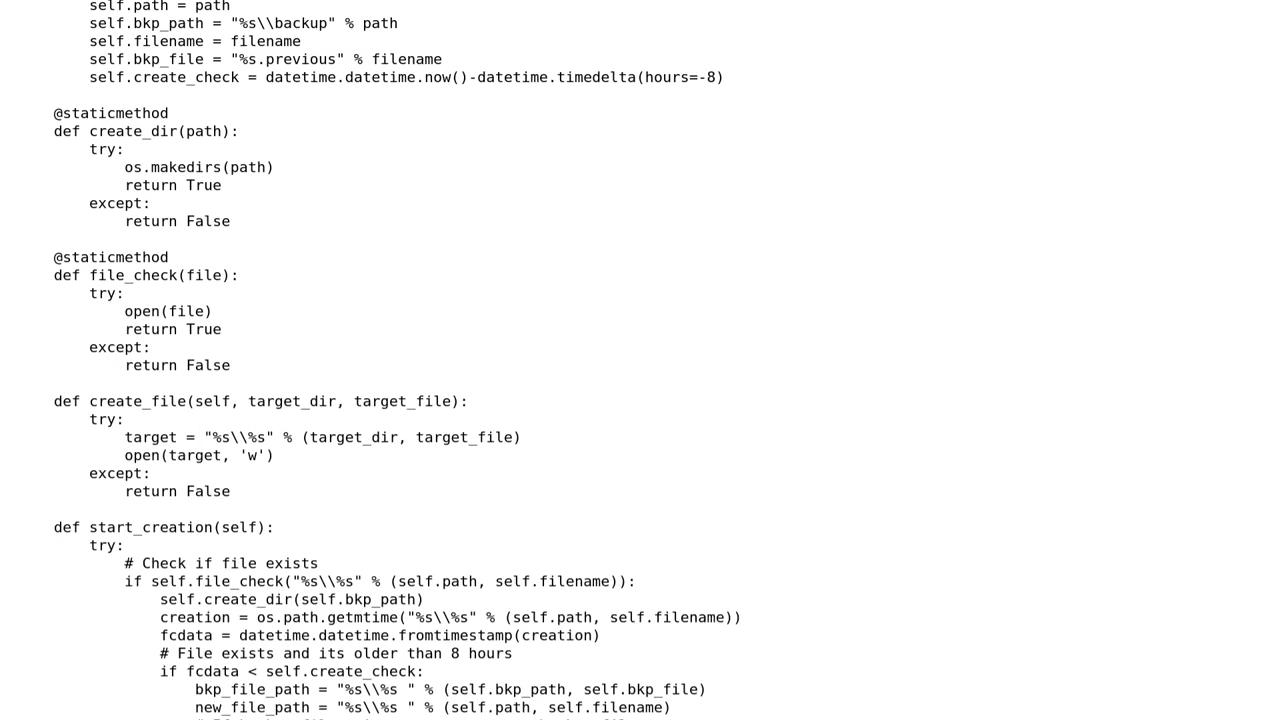 self.path = path
self.bkp_path = "%s\\backup" % path
self.filename = filename
self.bkp_file = "%s.previous" % filename
self.create_check = datetime.datetime.now()-datetime.timedelta(hours=-8)
@staticmethod
def create_dir(path):
try:
os.makedirs(path)
return True
except:
return False
@staticmethod
def file_check(file):
try:
open(file)
return True
except:
return False
def create_file(self, target_dir, target_file):
try:
target = "%s\\%s" % (target_dir, target_file)
open(target, 'w')
except:
return False
def start_creation(self):
try:
# Check if file exists
if self.file_check("%s\\%s" % (self.path, self.filename)):
self.create_dir(self.bkp_path)
creation = os.path.getmtime("%s\\%s" % (self.path, self.filename))
fcdata = datetime.datetime.fromtimestamp(creation)
# File exists and its older than 8 hours
if fcdata < self.create_check:
bkp_file_path = "%s\\%s " % (self.bkp_path, self.bkp_file)
new_file_path = "%s\\%s " % (self.path, self.filename)